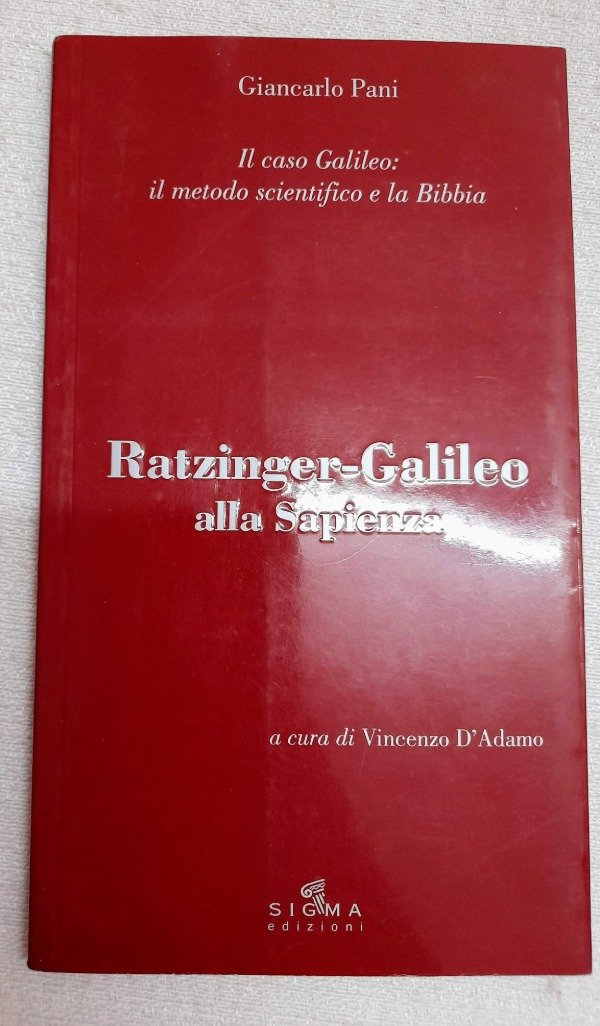 Giancarlo Pani
Il caso Galileo:
il metodo scientifico e la Bibbia
Ratzinger-Galileo
alla Sapienza
a cura di Vincenzo D'Adamo
SIGMA
edizioni